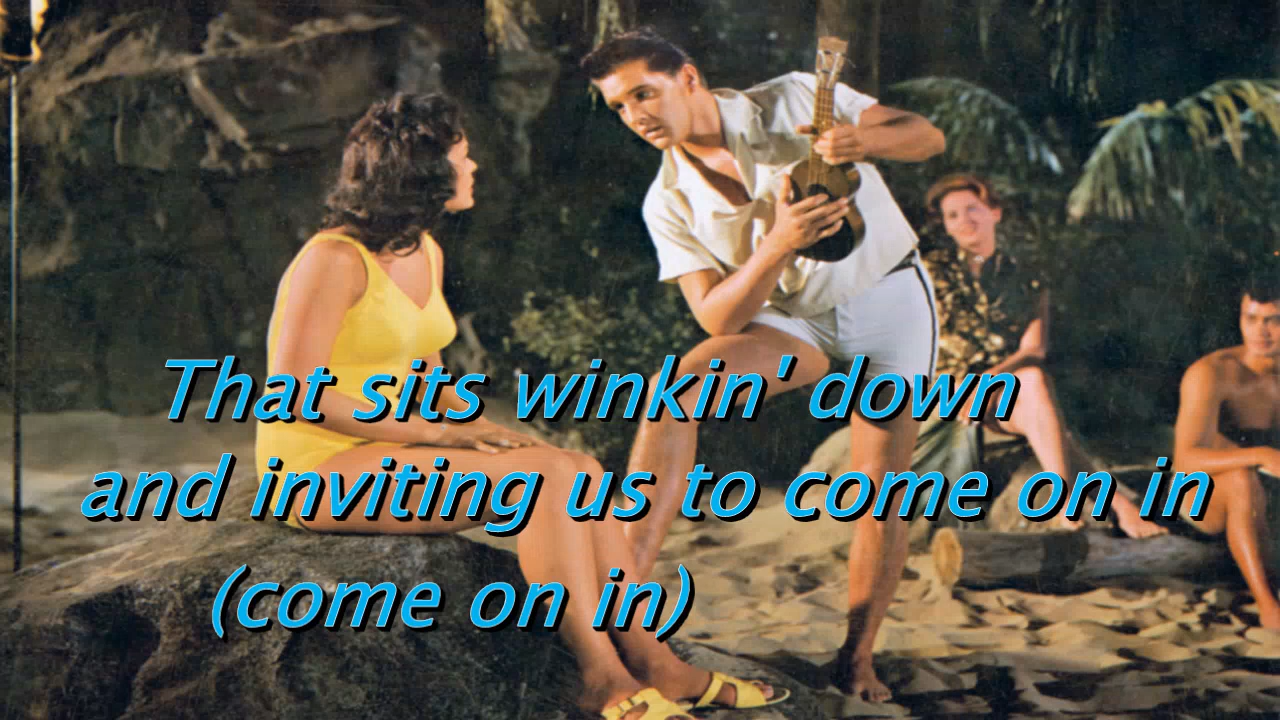 That sits winkin' down
and inviting us to come on in
(come on in)